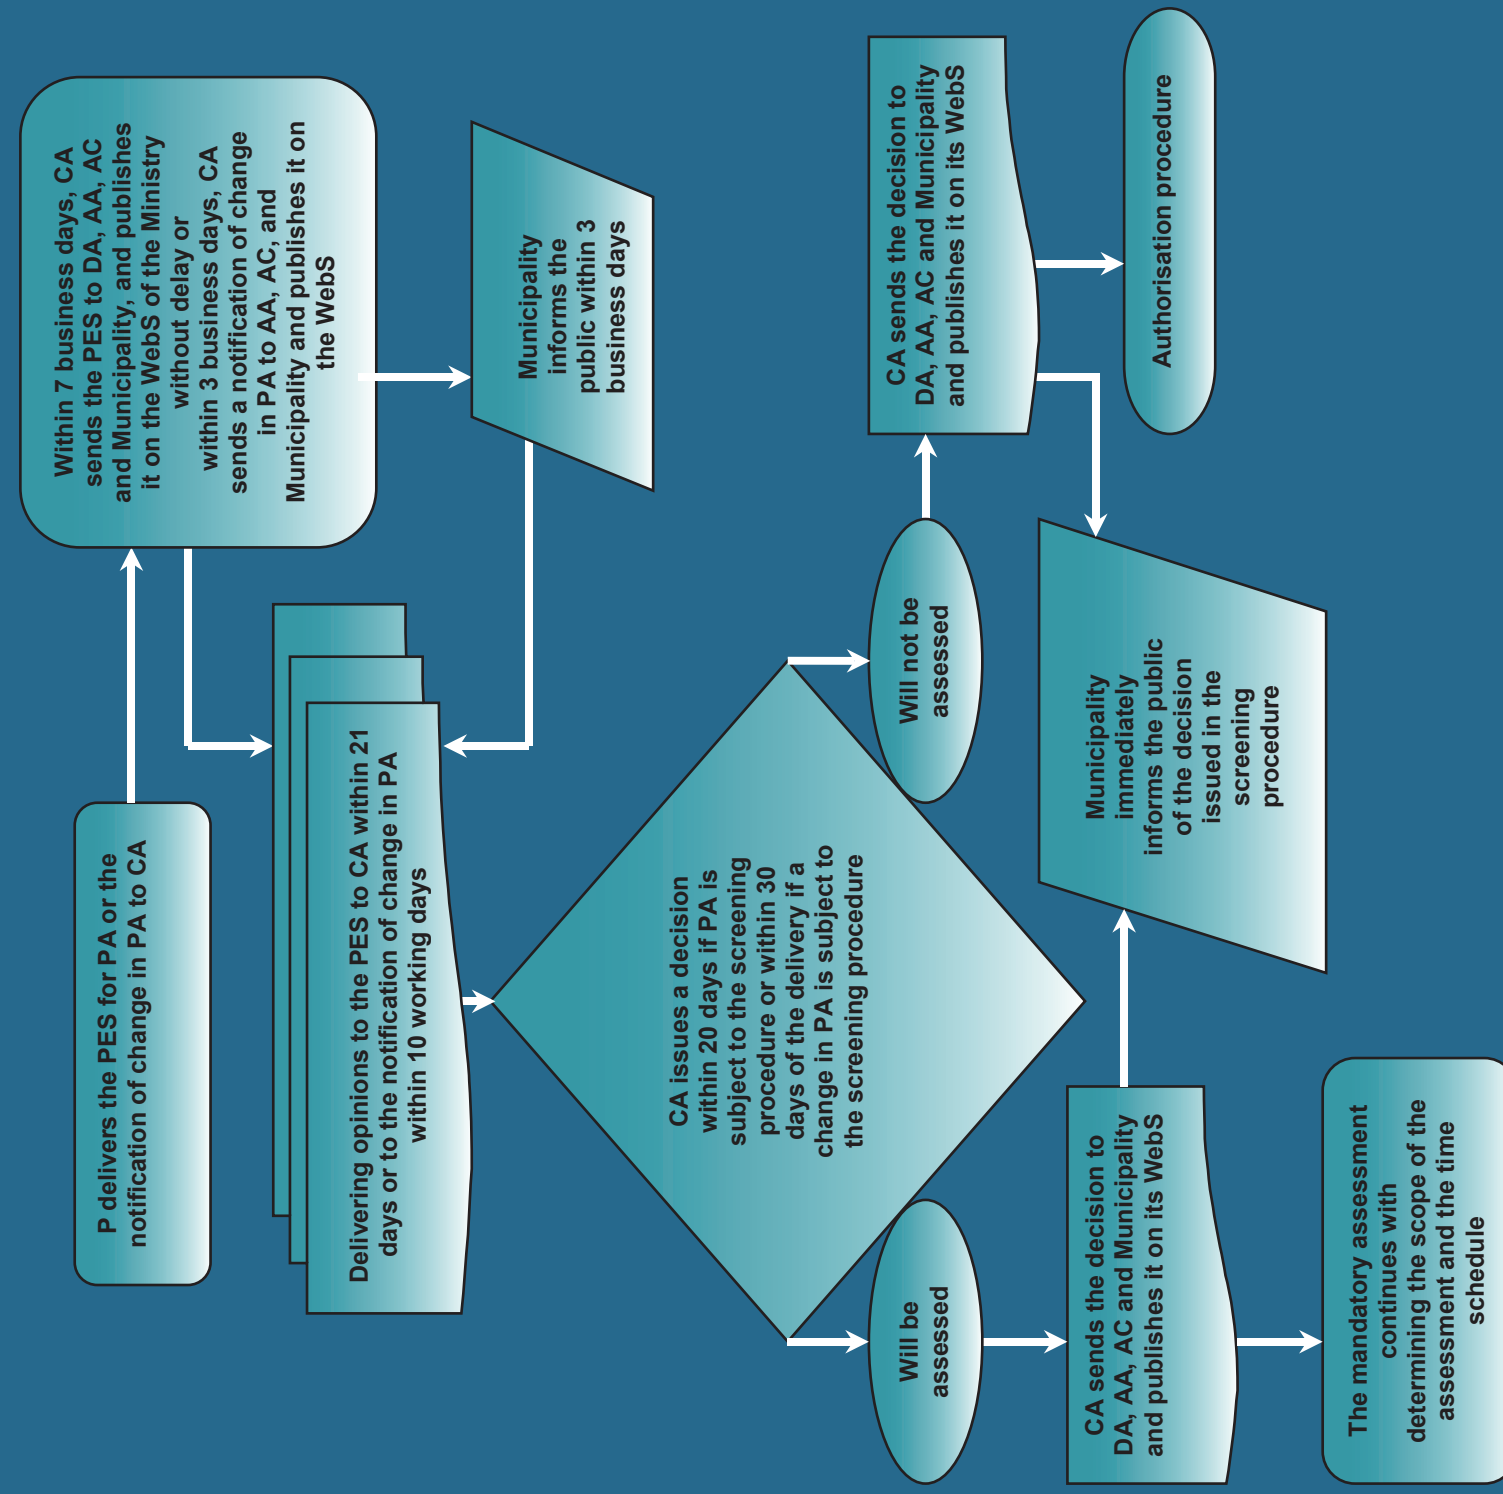 P delivers the PES for PA or the
notification of change in PA to CA
Within 7 business days, CA
sends the PES to DA, AA, AC
and Municipality, and publishes
it on the WebS of the Ministry
without delay or
within 3 business days, CA
sends a notification of change
in PA to AA, AC, and
Municipality and publishes it on
the WebS
Municipality
informs the
public within 3
business days
Delivering opinions to the PES to CA within 21
days or to the notification of change in PA
within 10 working days
CA issues a decision
within 20 days if PA is
subject to the screening
procedure or within 30
days of the delivery if a
change in PA is subject to
the screening procedure
Will be
assessed
Will not be
assessed
CA sends the decision to
DA, AA, AC and Municipality
and publishes it on its WebS
CA sends the decision to
DA, AA, AC and Municipality
and publishes it on its WebS
Municipality
immediately
informs the public
of the decision
issued in the
screening
procedure
Authorisation procedure
The mandatory assessment
continues with
determining the scope of the
assessment and the time
schedule